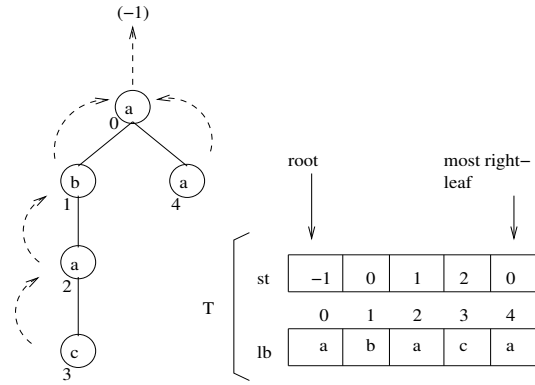 (−1)
a
0
b
1
a
4
a
2
c
3
root
most right−
leaf
T
st −1 0 1 2 0
0 1 2 3 4
lb a b a c a